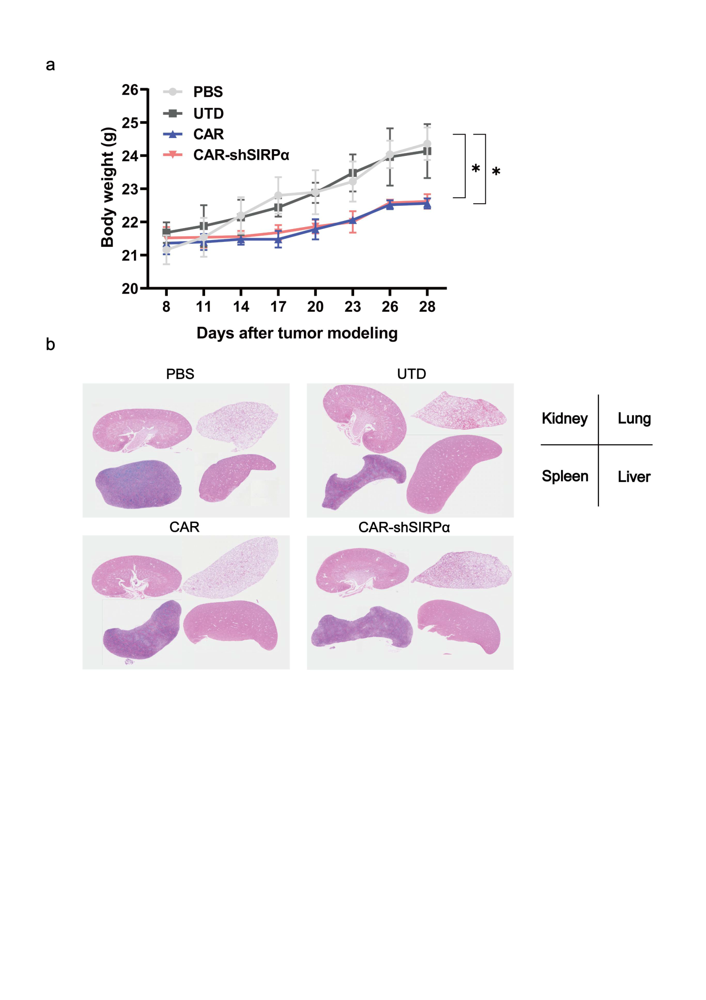 a
26
25
24
23
22
21
20
Body weight (g)
PBS
UTD
CAR
CAR-shSIRPα
* *
8 11 14 17 20 23 26 28
Days after tumor modeling
b
PBS UTD
Kidney Lung
Spleen Liver
CAR CAR-shSIRPα